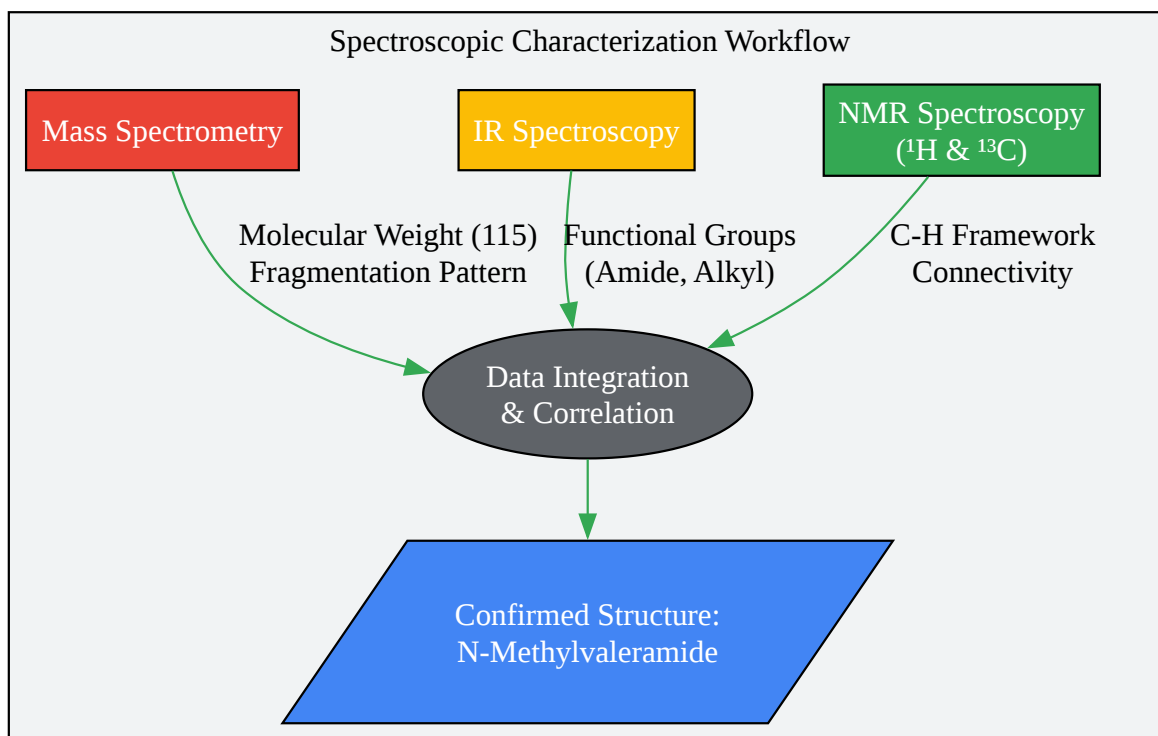 Spectroscopic Characterization Workflow
Mass Spectrometry
IR Spectroscopy
NMR Spectroscopy
(¹H & ¹³C)
Molecular Weight (115)
Fragmentation Pattern
Functional Groups
(Amide, Alkyl)
C-H Framework
Connectivity
Data Integration
& Correlation
Confirmed Structure:
N-Methylvaleramide